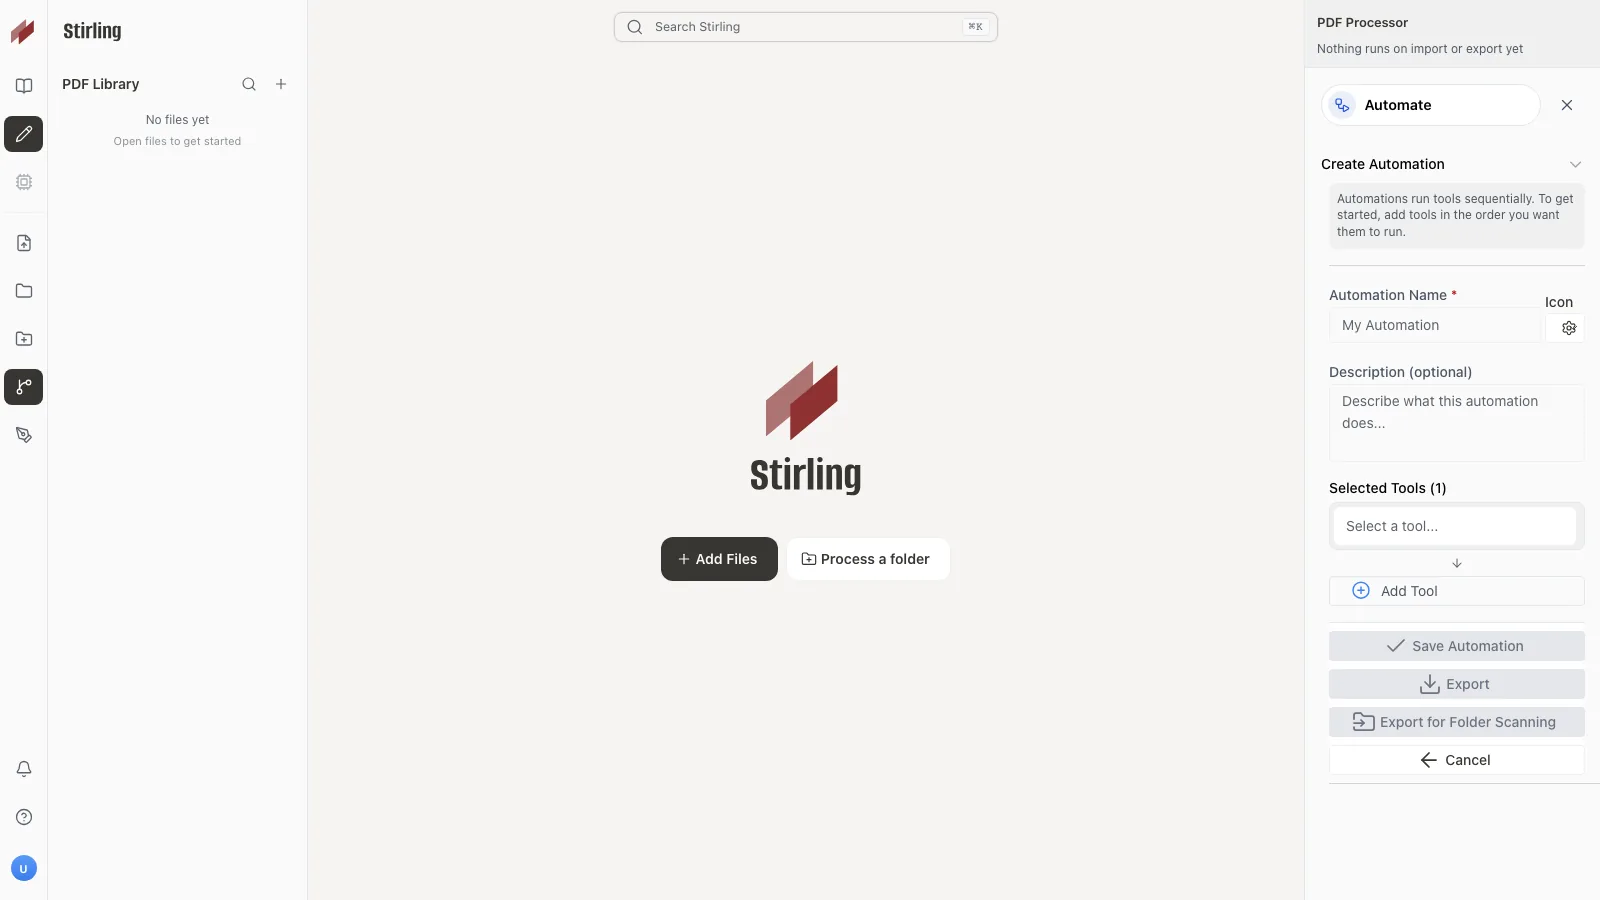 Stirling
PDF Library
No files yet
Open files to get started
U
Search Stirling
⌘K
Stirling
Add Files
Process a folder
PDF Processor
Nothing runs on import or export yet
Automate
Create Automation
Automations run tools sequentially. To get
started, add tools in the order you want
them to run.
Automation Name *
Icon
My Automation
Description (optional)
Describe what this automation
does...
Selected Tools (1)
Select a tool...
Add Tool
Save Automation
Export
Export for Folder Scanning
Cancel